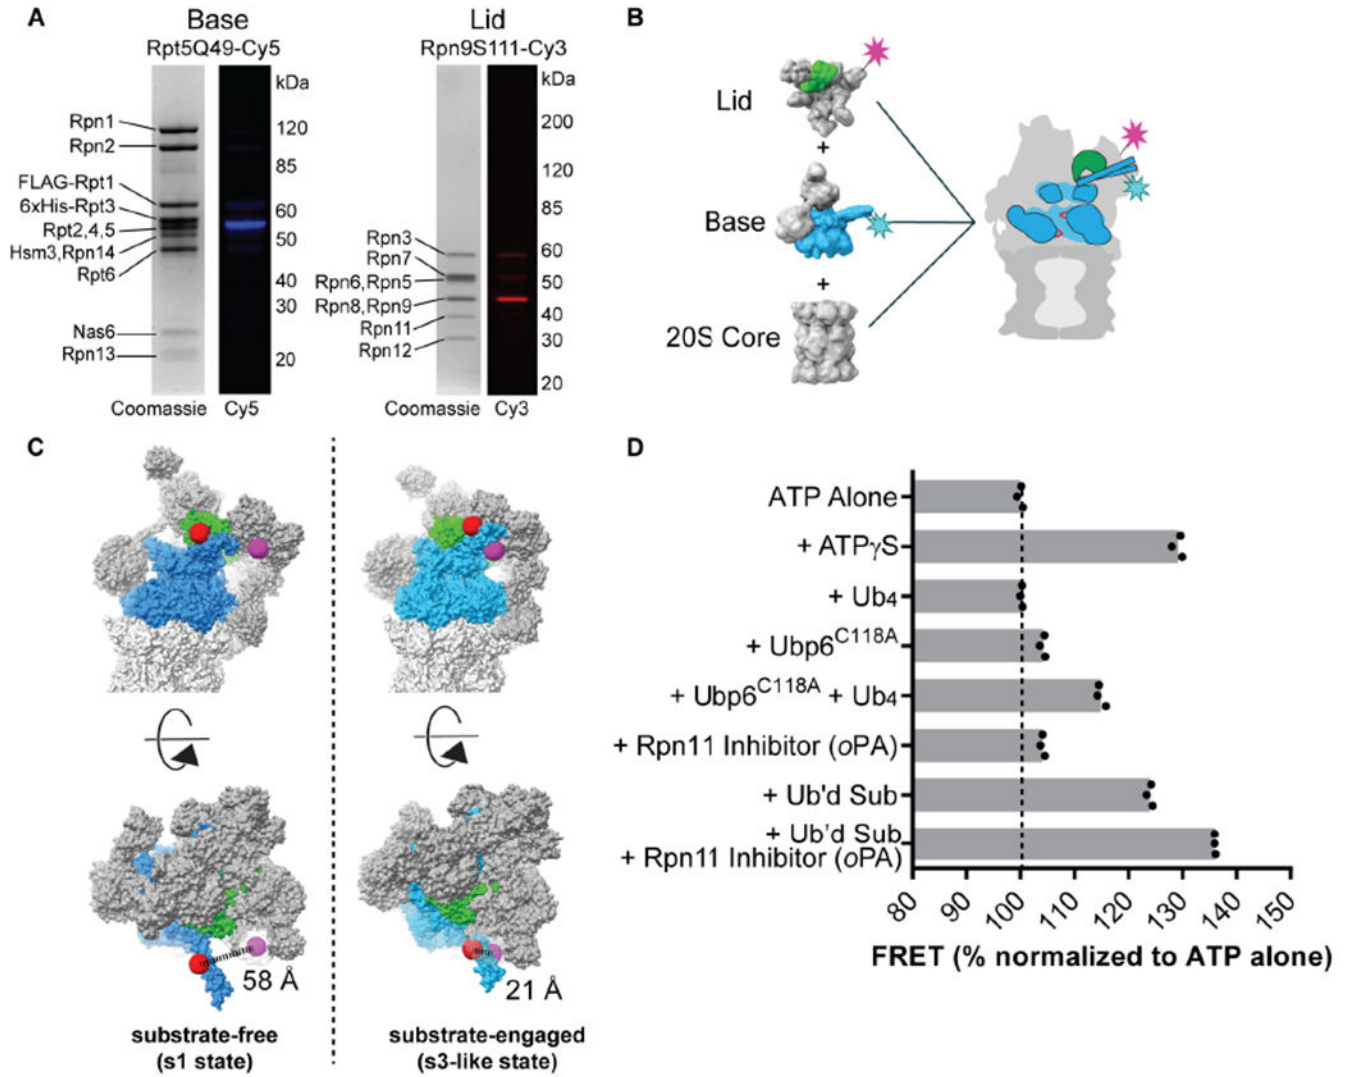 A
Base
Rpt5Q49-Cy5
kDa
Rpn1
Rpn2
FLAG-Rpt1
6xHis-Rpt3
Rpt2,4,5
Hsm3,Rpn14
Rpt6
Nas6
Rpn13
120
85
60
50
40
30
20
Coomassie
Cy5
Lid
Rpn9S111-Cy3
kDa
Rpn3
Rpn7
Rpn6,Rpn5
Rpn8,Rpn9
Rpn11
Rpn12
200
120
85
60
50
40
30
20
Coomassie
Cy3
B
Lid
+
Base
+
20S Core
C
58 Å
substrate-free
(s1 state)
21 Å
substrate-engaged
(s3-like state)
D
ATP Alone
+ ATPγS
+ Ub4
+ Ubp6C118A
+ Ubp6C118A + Ub4
+ Rpn11 Inhibitor (oPA)
+ Ub'd Sub
+ Ub'd Sub
+ Rpn11 Inhibitor (oPA)
80 90 100 110 120 130 140 150
FRET (% normalized to ATP alone)